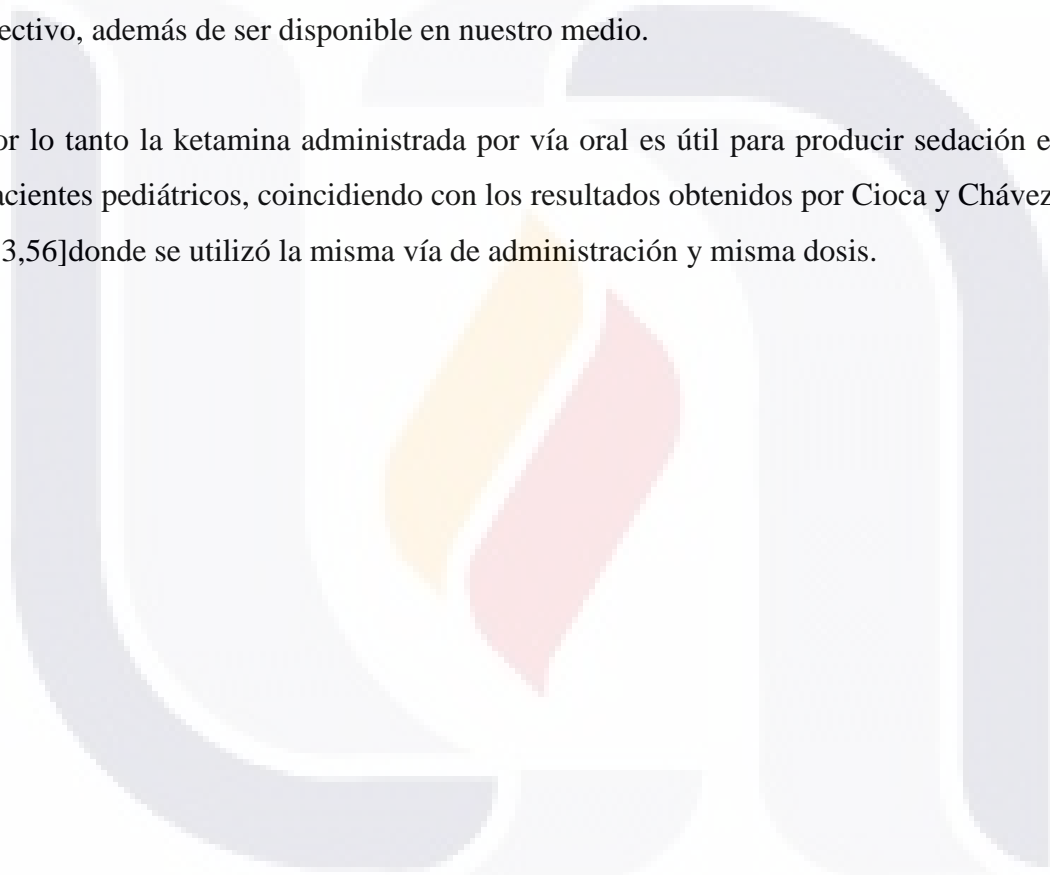 ectivo, además de ser disponible en nuestro medio.
or lo tanto la ketamina administrada por vía oral es útil para producir sedación e
acientes pediátricos, coincidiendo con los resultados obtenidos por Cioca y Chávez
3,56]donde se utilizó la misma vía de administración y misma dosis.